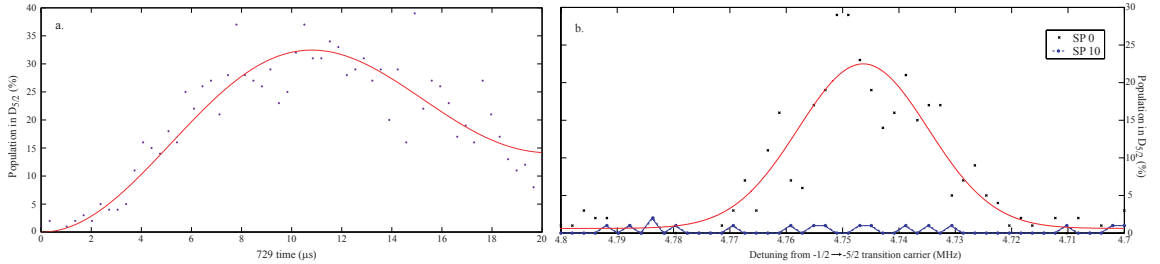 a.
Population in D5/2 (%)
40
35
30
25
20
15
10
5
0
0 2 4 6 8 10 12 14 16 18 20
729 time (μs)
b.
SP 0
SP 10
30
25
20
15
10
5
0
Population in D5/2 (%)
4.8 4.79 4.78 4.77 4.76 4.75 4.74 4.73 4.72 4.71 4.7
Detuning from -1/2→-5/2 transition carrier (MHz)